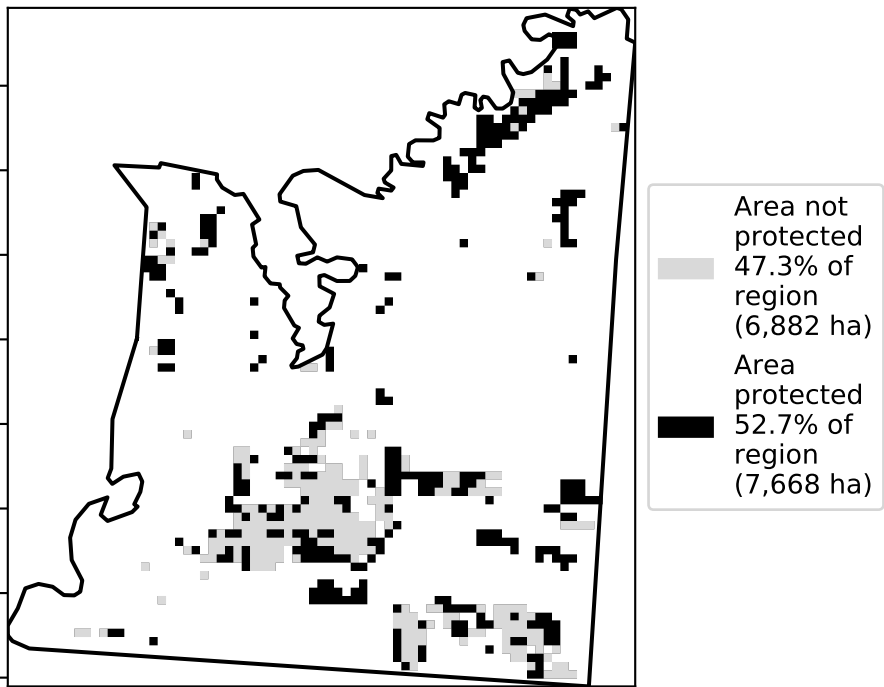 Area not
protected
47.3% of
region
(6,882 ha)
Area
protected
52.7% of
region
(7,668 ha)